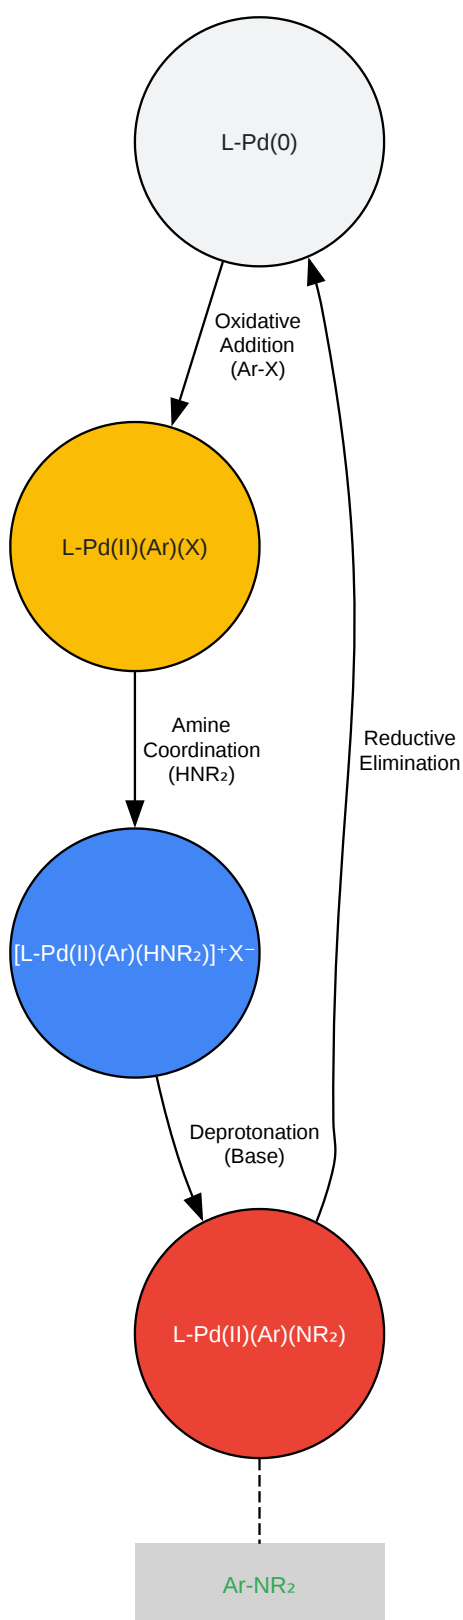 L-Pd(0)
Oxidative
Addition
(Ar-X)
L-Pd(II)(Ar)(X)
Amine
Coordination
(HNR₂)
Reductive
Elimination
[L-Pd(II)(Ar)(HNR₂)]⁺X⁻
Deprotonation
(Base)
L-Pd(II)(Ar)(NR₂)
Ar-NR₂